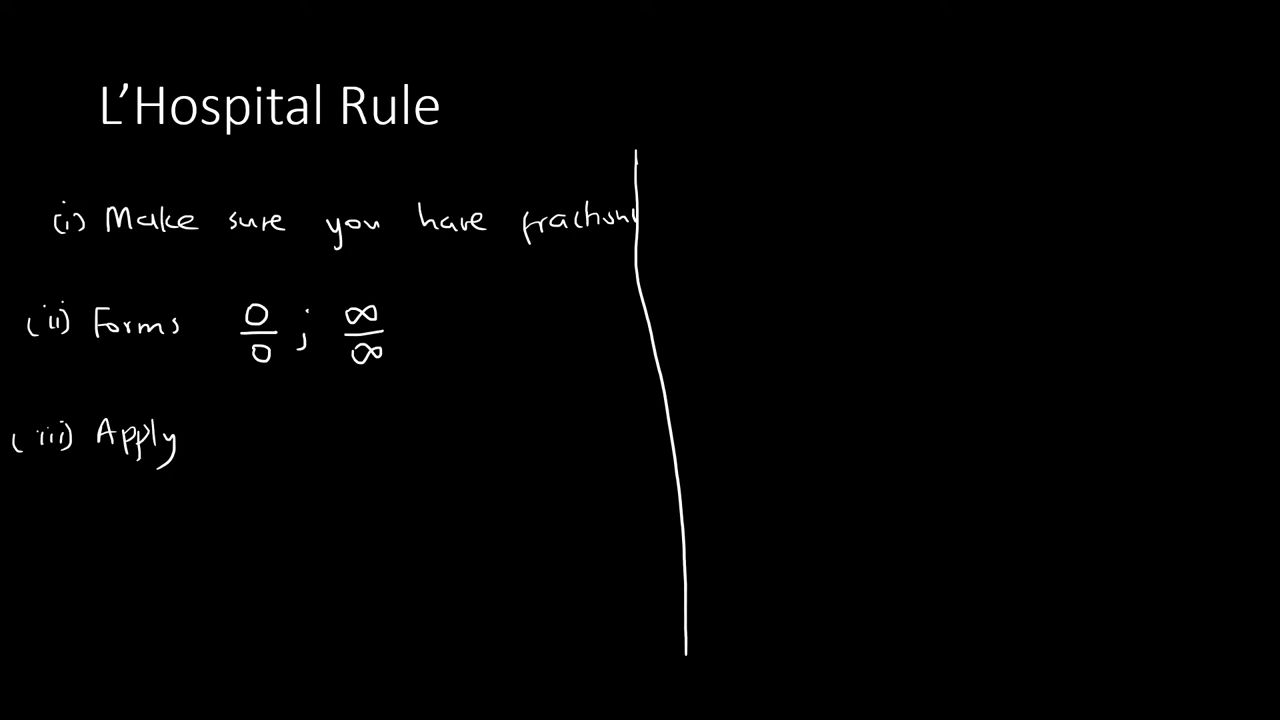 L’Hospital Rule
(i) Make sure you have fractions
(ii) Forms 0/0 ; ∞/∞
(iii) Apply